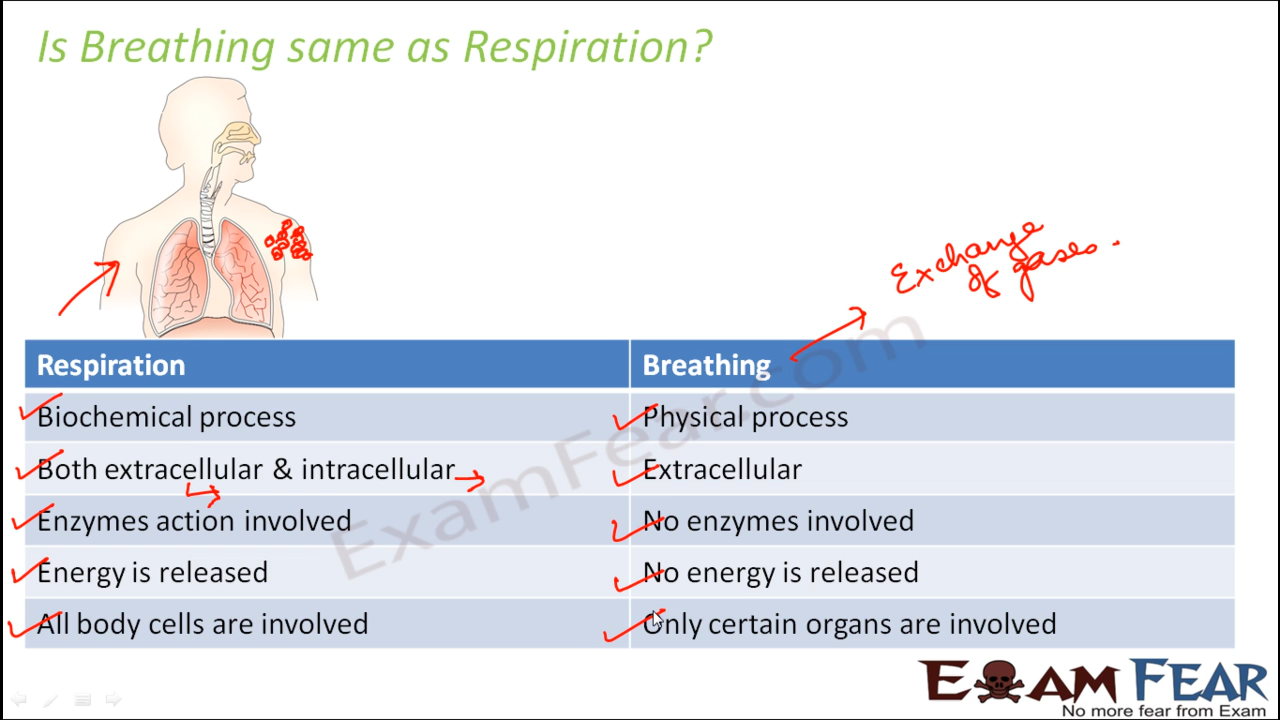 Is Breathing same as Respiration?
Exchange
of gases.
Respiration
Breathing
Biochemical process
Physical process
Both extracellular & intracellular
Extracellular
Enzymes action involved
No enzymes involved
Energy is released
No energy is released
All body cells are involved
Only certain organs are involved
ExamFear.com
EXAM FEAR
No more fear from Exam